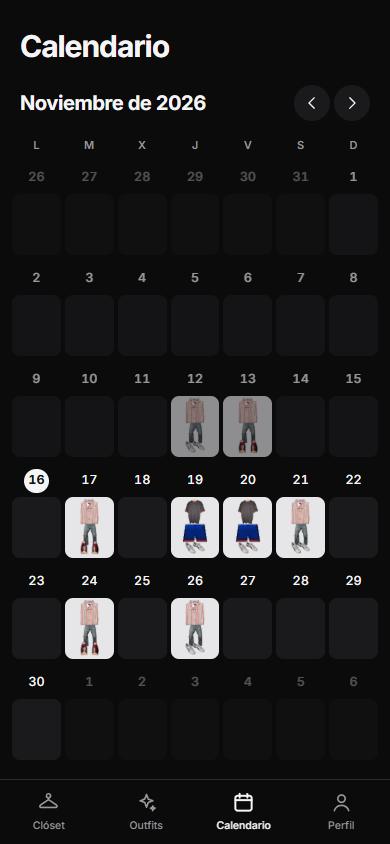 Calendario
Noviembre de 2026
L M X J V S D
26 27 28 29 30 31 1
2 3 4 5 6 7 8
9 10 11 12 13 14 15
16 17 18 19 20 21 22
23 24 25 26 27 28 29
30 1 2 3 4 5 6
Clóset Outfits Calendario Perfil